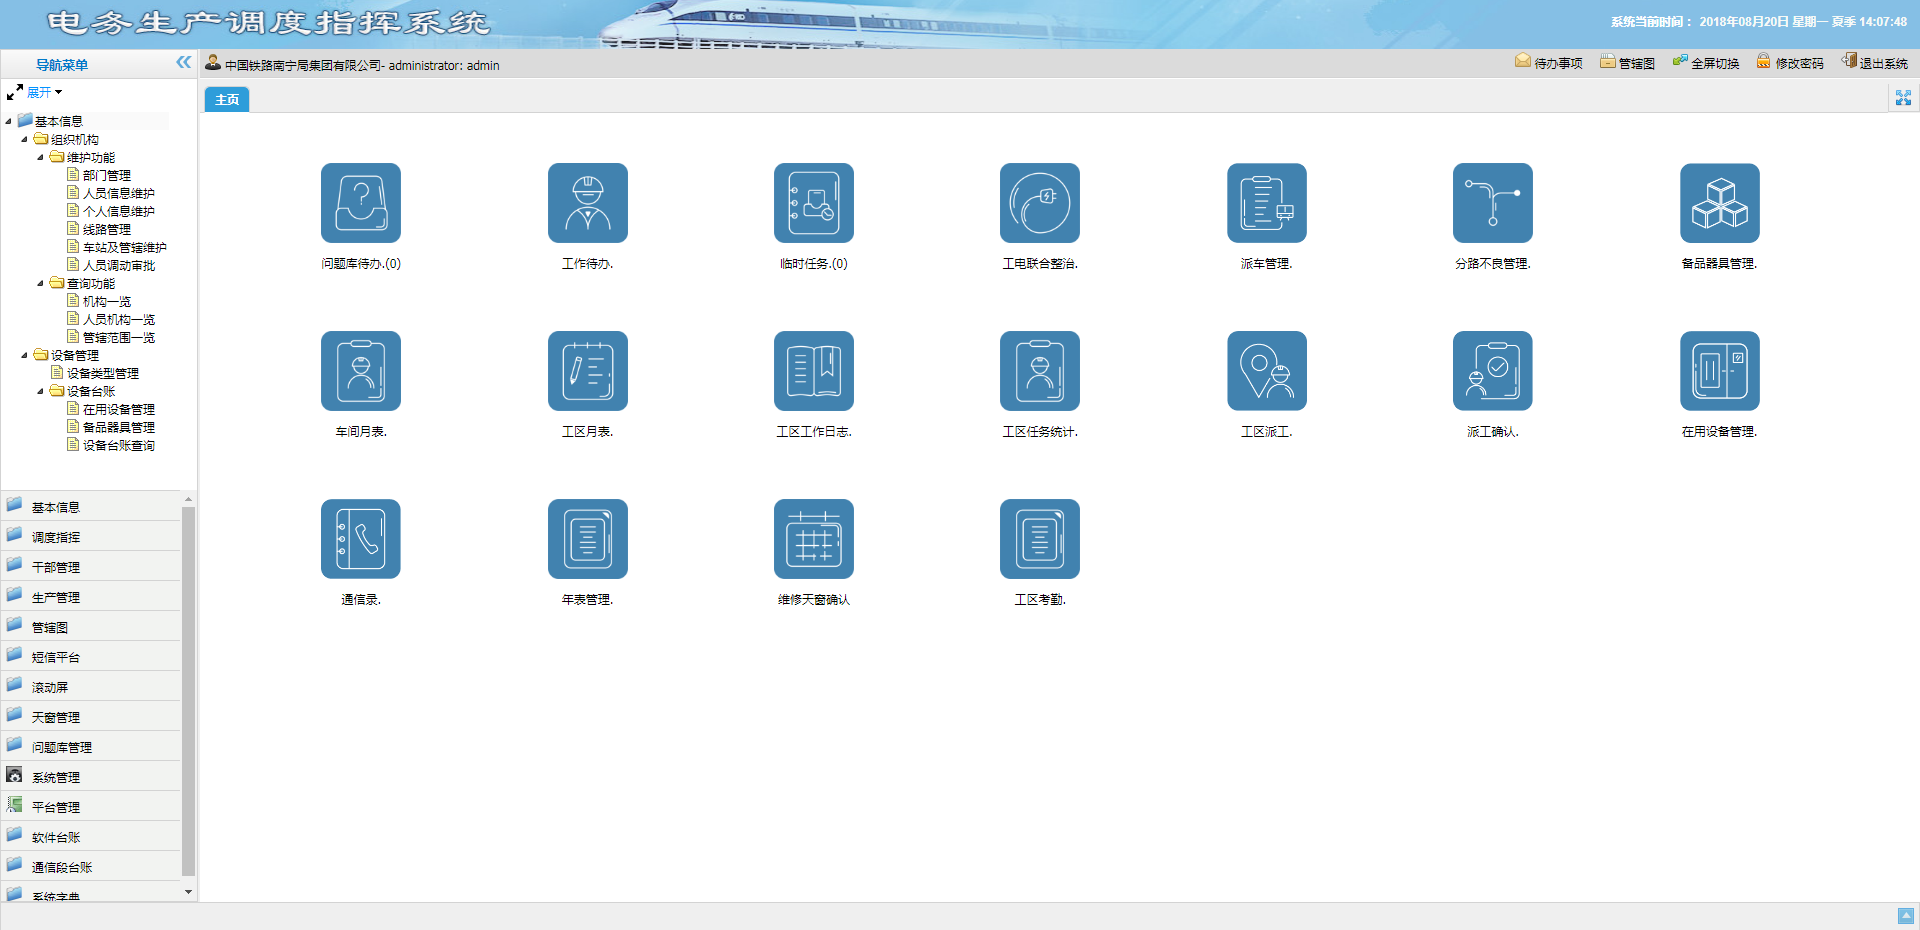 电务生产调度指挥系统
系统当前时间： 2018年08月20日 星期一 夏季 14:07:48
导航菜单
中国铁路南宁局集团有限公司- administrator: admin
待办事项
管辖图
全屏切换
修改密码
退出系统
展开
主页
基本信息
组织机构
维护功能
部门管理
人员信息维护
个人信息维护
线路管理
车站及管辖维护
人员调动审批
查询功能
机构一览
人员机构一览
管辖范围一览
设备管理
设备类型管理
设备台账
在用设备管理
备品器具管理
设备台账查询
基本信息
调度指挥
干部管理
生产管理
管辖图
短信平台
滚动屏
天窗管理
问题库管理
系统管理
平台管理
软件台账
通信段台账
系统字典
问题库待办.(0)
工作待办.
临时任务.(0)
工电联合整治.
派车管理.
分路不良管理.
备品器具管理.
车间月表.
工区月表.
工区工作日志.
工区任务统计.
工区派工.
派工确认.
在用设备管理.
通信录.
年表管理.
维修天窗确认
工区考勤.